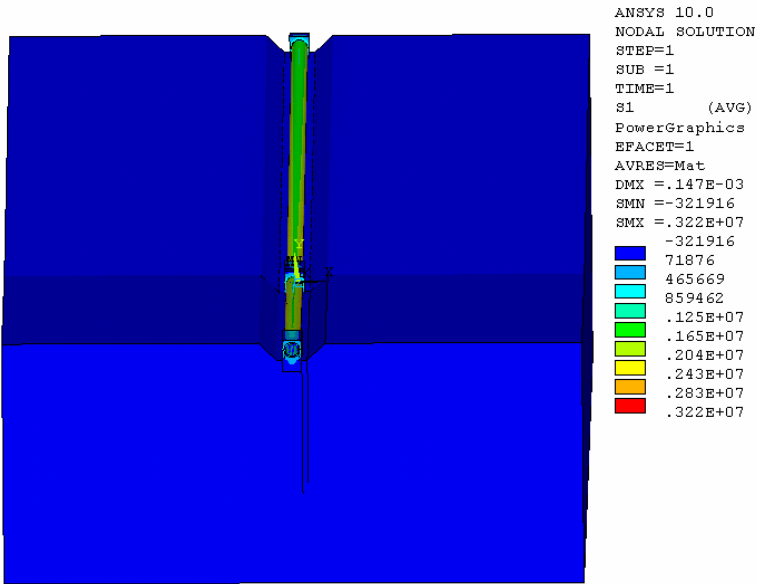 ANSYS 10.0
NODAL SOLUTION
STEP=1
SUB =1
TIME=1
S1 (AVG)
PowerGraphics
EFACET=1
AVRES=Mat
DMX =.147E-03
SMN =-321916
SMX =.322E+07
-321916
71876
465669
859462
.125E+07
.165E+07
.204E+07
.243E+07
.283E+07
.322E+07
Y